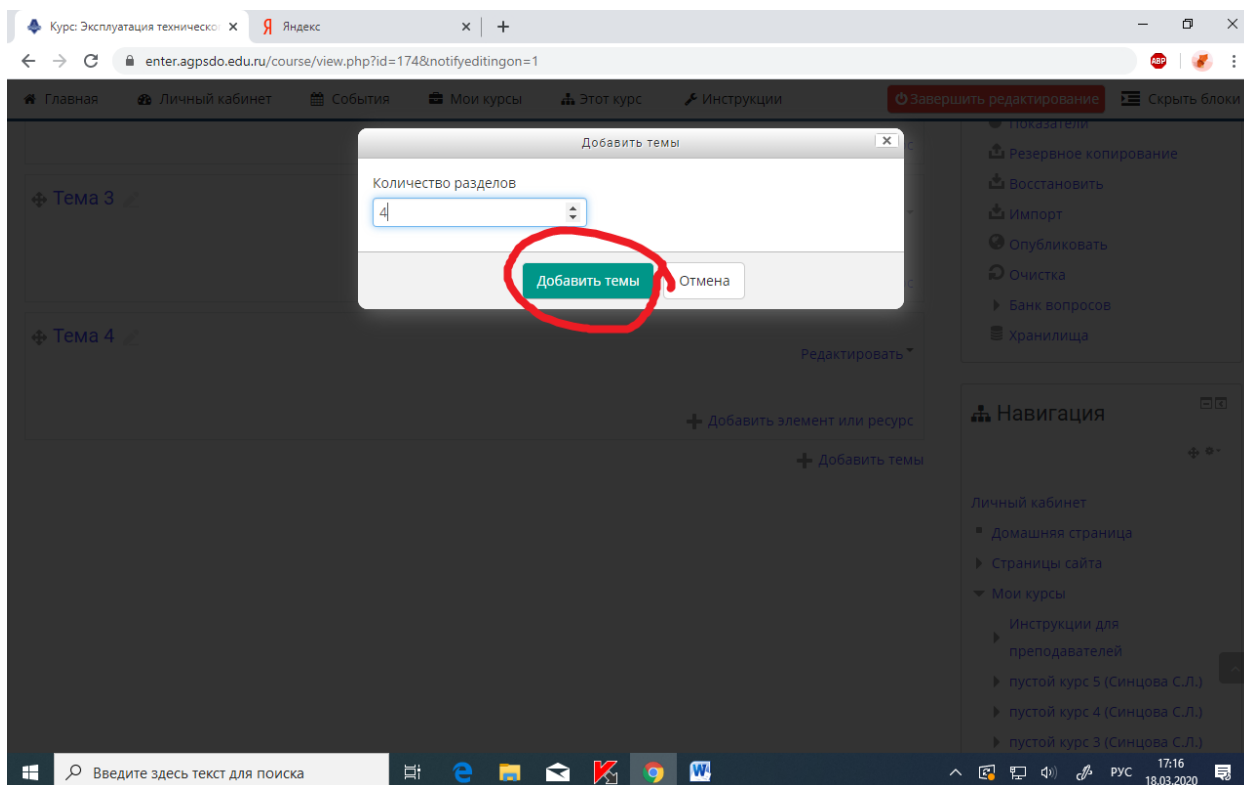 Курс: Эксплуатация техническо
Яндекс
enter.agpsdo.edu.ru/course/view.php?id=174&notifyeditingon=1
ABP
Главная Личный кабинет События Мои курсы Этот курс Инструкции Завершить редактирование Скрыть блоки
Добавить темы
Количество разделов
4
Добавить темы Отмена
Тема 3
Тема 4
Редактировать
Добавить элемент или ресурс
Добавить темы
Показатели
Резервное копирование
Восстановить
Импорт
Опубликовать
Очистка
Банк вопросов
Хранилища
Навигация
Личный кабинет
Домашняя страница
Страницы сайта
Мои курсы
Инструкции для
преподавателей
пустой курс 5 (Синцова С.Л.)
пустой курс 4 (Синцова С.Л.)
пустой курс 3 (Синцова С.Л.)
Введите здесь текст для поиска
РУС
17:16
18.03.2020